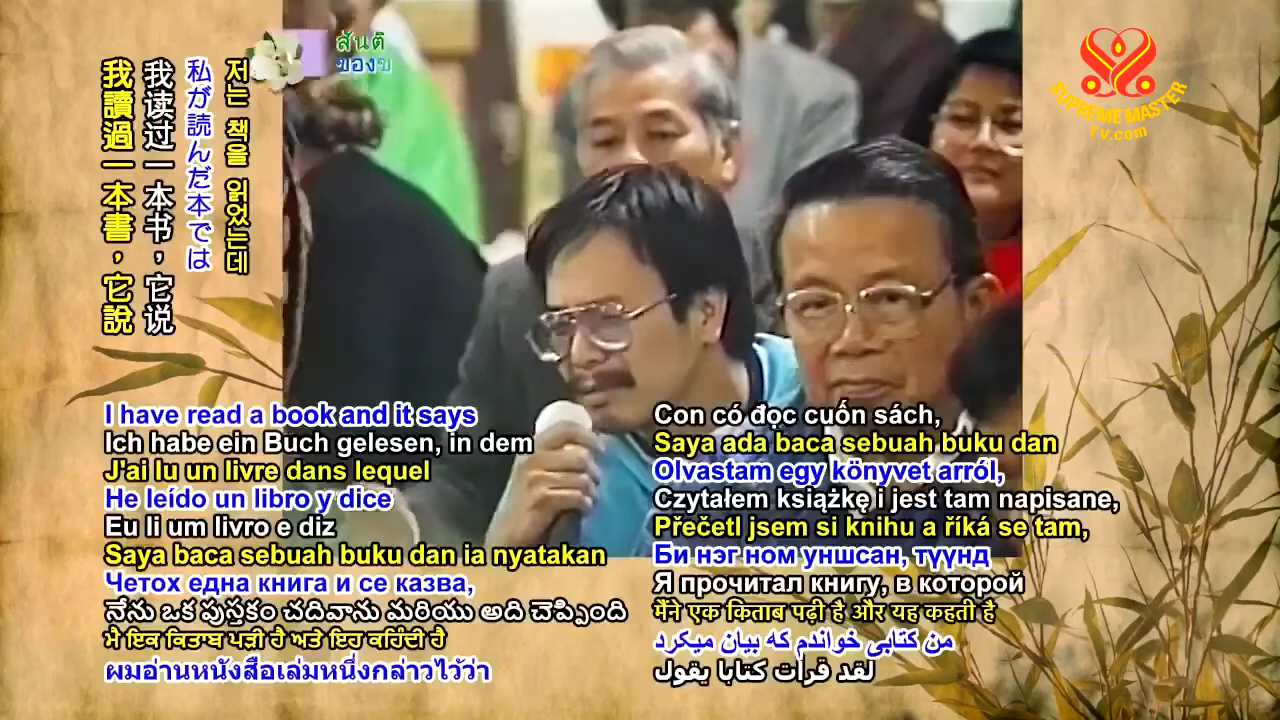 สันติ
ของข
SUPREME MASTER
TV.com
저는 책을 읽었는데
私が読んだ本では
我读过一本书，它说
我讀過一本書，它說
I have read a book and it says
Ich habe ein Buch gelesen, in dem
J'ai lu un livre dans lequel
He leído un libro y dice
Eu li um livro e diz
Saya baca sebuah buku dan ia nyatakan
Четох една книга и се казва,
నేను ఒక పుస్తకం చదివాను మరియు అది చెప్పింది
ਮੈ ਇਕ ਕਿਤਾਬ ਪੜੀ ਹੈ ਅਤੇ ਇਹ ਕਹਿੰਦੀ ਹੈ
ผมอ่านหนังสือเล่มหนึ่งกล่าวไว้ว่า
Con có đọc cuốn sách,
Saya ada baca sebuah buku dan
Olvastam egy könyvet arról,
Czytałem książkę i jest tam napisane,
Přečetl jsem si knihu a říká se tam,
Би нэг ном уншсан, түүнд
Я прочитал книгу, в которой
मैंने एक किताब पढ़ी है और यह कहती है
من کتابی خواندم که بیان میکرد
لقد قرات كتابا يقول